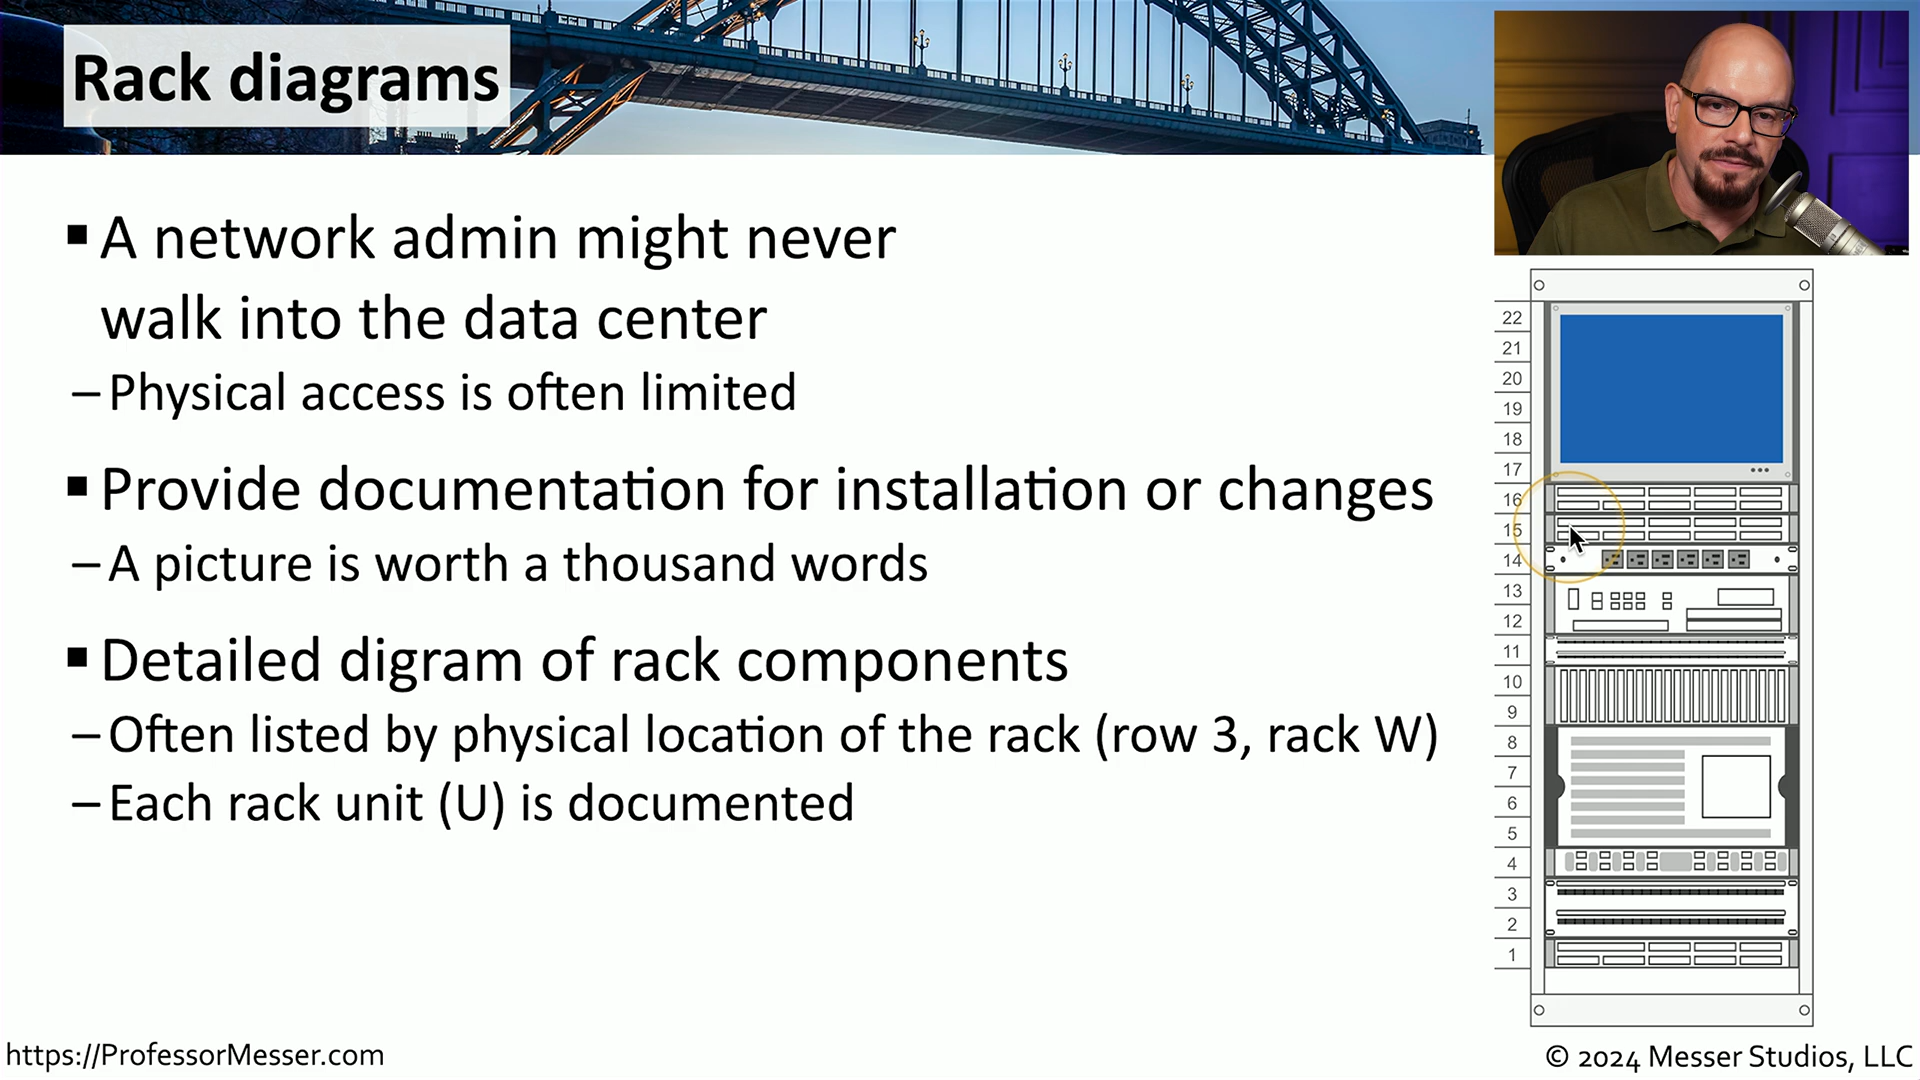 Rack diagrams
▪ A network admin might never
walk into the data center
– Physical access is often limited
▪ Provide documentation for installation or changes
– A picture is worth a thousand words
▪ Detailed digram of rack components
– Often listed by physical location of the rack (row 3, rack W)
– Each rack unit (U) is documented
22
21
20
19
18
17
16
15
14
13
12
11
10
9
8
7
6
5
4
3
2
1
https://ProfessorMesser.com
© 2024 Messer Studios, LLC